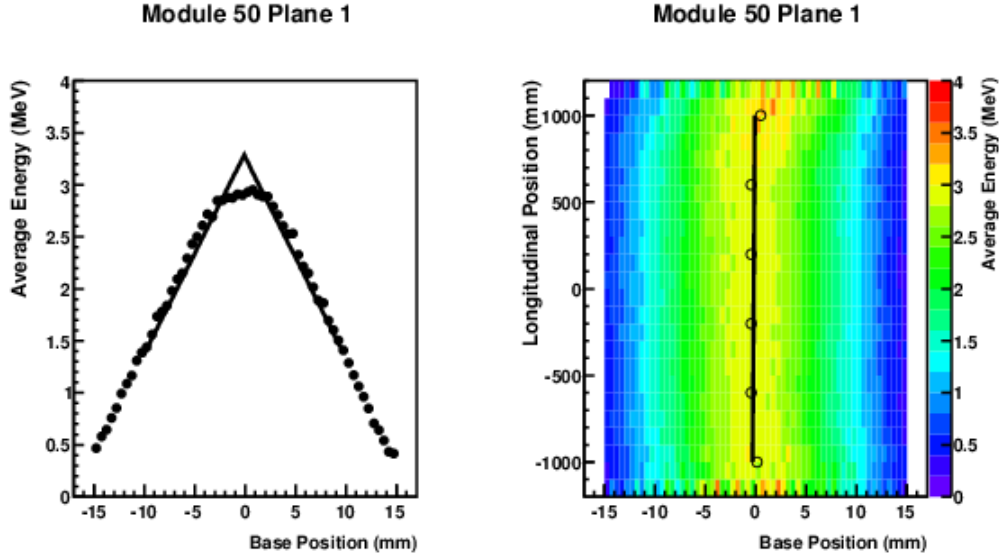 Module 50 Plane 1
Average Energy (MeV)
4
3.5
3
2.5
2
1.5
1
0.5
0
-15 -10 -5 0 5 10 15
Base Position (mm)
Module 50 Plane 1
Longitudinal Position (mm)
1000
500
0
-500
-1000
-15 -10 -5 0 5 10 15
Base Position (mm)
4
3.5
3
2.5
2
1.5
1
0.5
0
Average Energy (MeV)